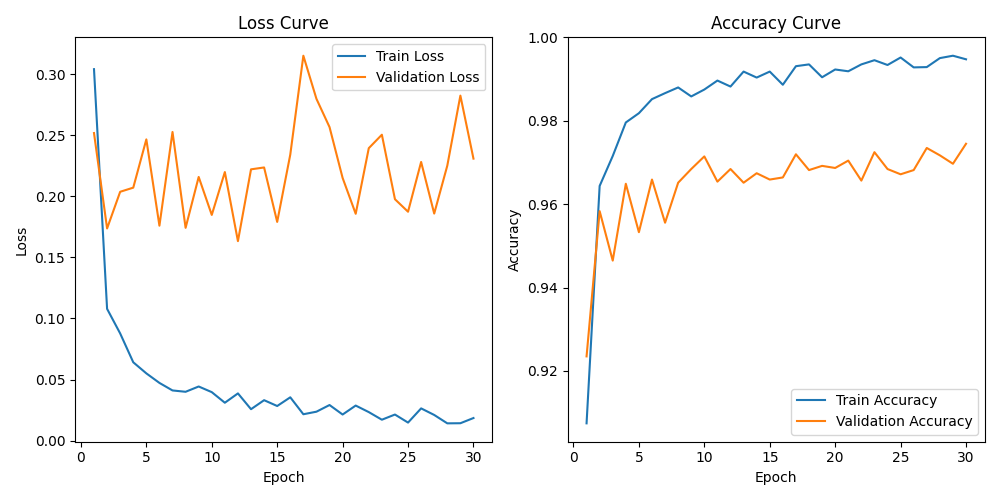 Loss Curve
Train Loss
Validation Loss
Loss
0.30
0.25
0.20
0.15
0.10
0.05
0.00
0 5 10 15 20 25 30
Epoch
Accuracy Curve
Accuracy
1.00
0.98
0.96
0.94
0.92
Train Accuracy
Validation Accuracy
0 5 10 15 20 25 30
Epoch